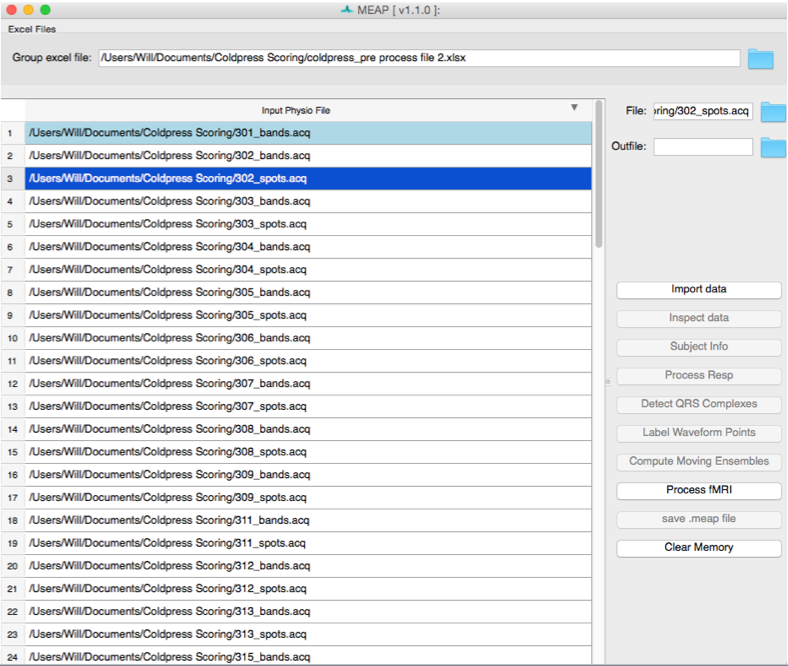 MEAP [ v1.1.0 ]:
Excel Files
Group excel file: /Users/Will/Documents/Coldpress Scoring/coldpress_pre process file 2.xlsx
Input Physio File
1 /Users/Will/Documents/Coldpress Scoring/301_bands.acq
2 /Users/Will/Documents/Coldpress Scoring/302_bands.acq
3 /Users/Will/Documents/Coldpress Scoring/302_spots.acq
4 /Users/Will/Documents/Coldpress Scoring/303_bands.acq
5 /Users/Will/Documents/Coldpress Scoring/303_spots.acq
6 /Users/Will/Documents/Coldpress Scoring/304_bands.acq
7 /Users/Will/Documents/Coldpress Scoring/304_spots.acq
8 /Users/Will/Documents/Coldpress Scoring/305_bands.acq
9 /Users/Will/Documents/Coldpress Scoring/305_spots.acq
10 /Users/Will/Documents/Coldpress Scoring/306_bands.acq
11 /Users/Will/Documents/Coldpress Scoring/306_spots.acq
12 /Users/Will/Documents/Coldpress Scoring/307_bands.acq
13 /Users/Will/Documents/Coldpress Scoring/307_spots.acq
14 /Users/Will/Documents/Coldpress Scoring/308_bands.acq
15 /Users/Will/Documents/Coldpress Scoring/308_spots.acq
16 /Users/Will/Documents/Coldpress Scoring/309_bands.acq
17 /Users/Will/Documents/Coldpress Scoring/309_spots.acq
18 /Users/Will/Documents/Coldpress Scoring/311_bands.acq
19 /Users/Will/Documents/Coldpress Scoring/311_spots.acq
20 /Users/Will/Documents/Coldpress Scoring/312_bands.acq
21 /Users/Will/Documents/Coldpress Scoring/312_spots.acq
22 /Users/Will/Documents/Coldpress Scoring/313_bands.acq
23 /Users/Will/Documents/Coldpress Scoring/313_spots.acq
24 /Users/Will/Documents/Coldpress Scoring/315_bands.acq
File: oring/302_spots.acq
Outfile:
Import data
Inspect data
Subject Info
Process Resp
Detect QRS Complexes
Label Waveform Points
Compute Moving Ensembles
Process fMRI
save .meap file
Clear Memory